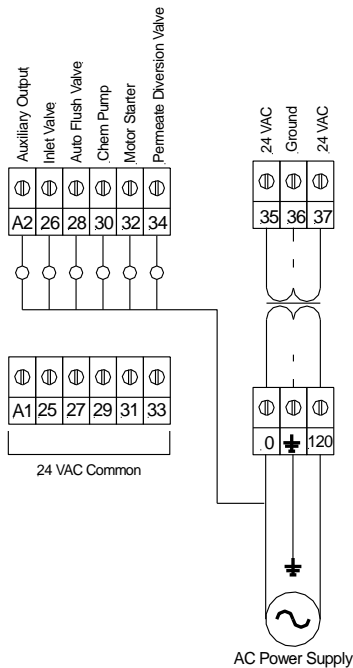 Auxiliary Output
Inlet Valve
Auto Flush Valve
Chem Pump
Motor Starter
Permeate Diversion Valve
24 VAC
Ground
24 VAC
A2 26 28 30 32 34
35 36 37
A1 25 27 29 31 33
24 VAC Common
0 120
AC Power Supply